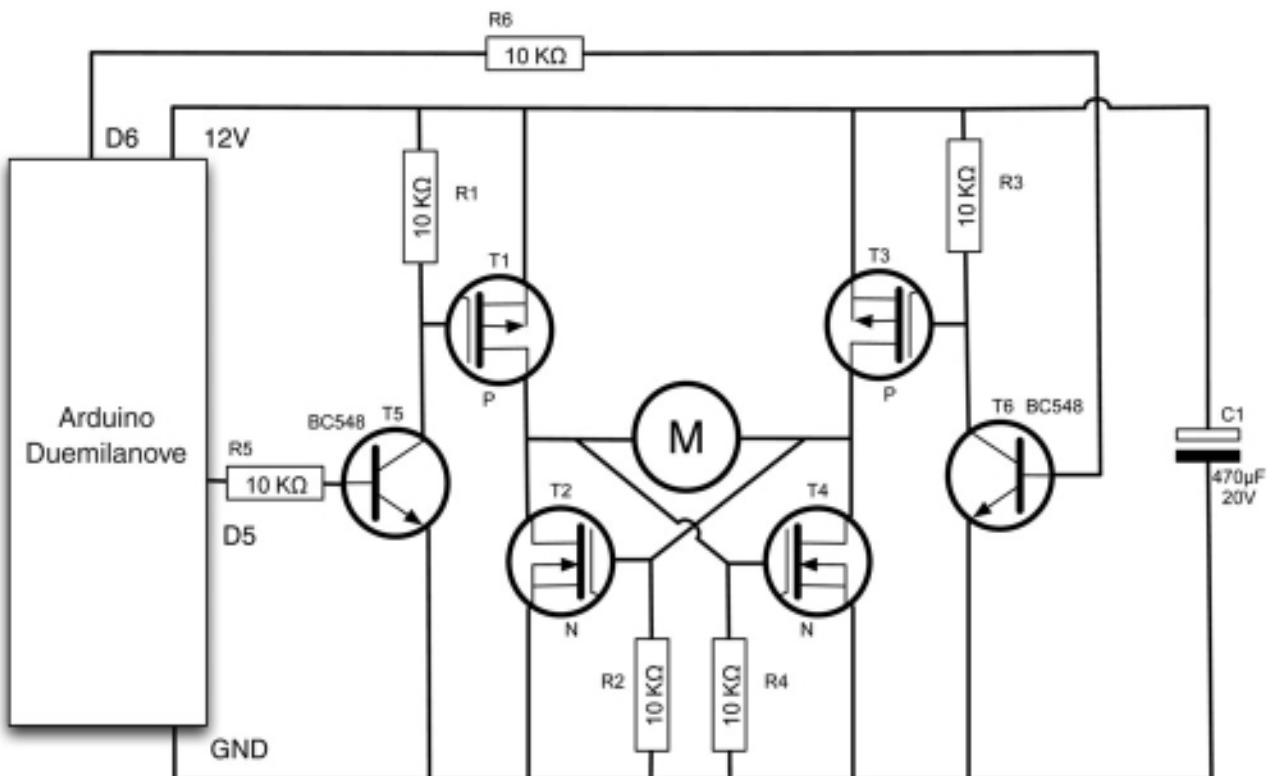 R6
10 KΩ
D6
12V
10 KΩ
R1
10 KΩ
R3
T1
T3
P
P
Arduino
Duemilanove
BC548
T5
M
T6
BC548
C1
470µF
20V
R5
10 KΩ
D5
T2
T4
N
N
R2
10 KΩ
10 KΩ
R4
GND